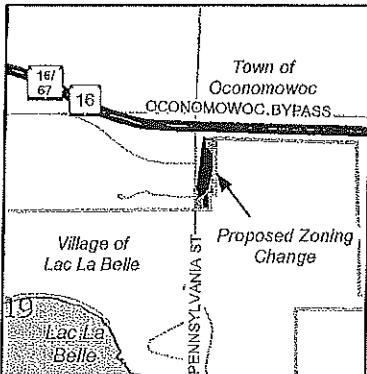 16/
67
16
Town of
Oconomowoc
OCONOMOWOC BYPASS
Village of
Lac La Belle
PENNSYLVANIA ST
Proposed Zoning
Change
19
Lac La
Belle